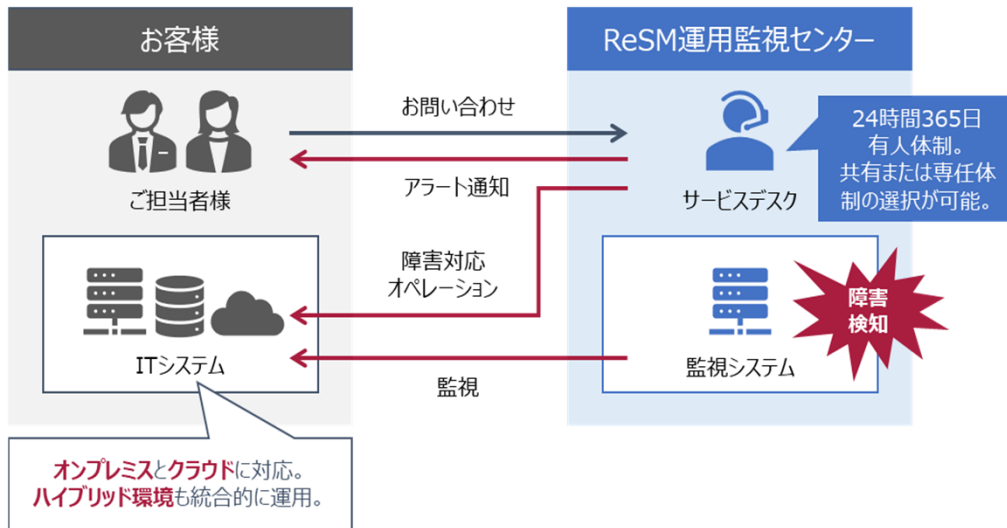 お客様
ReSM運用監視センター
お問い合わせ
アラート通知
ご担当者様
サービスデスク
24時間365日
有人体制。
共有または専任体
制の選択が可能。
障害対応
オペレーション
ITシステム
監視
監視システム
障害
検知
オンプレミスとクラウドに対応。
ハイブリッド環境も統合的に運用。